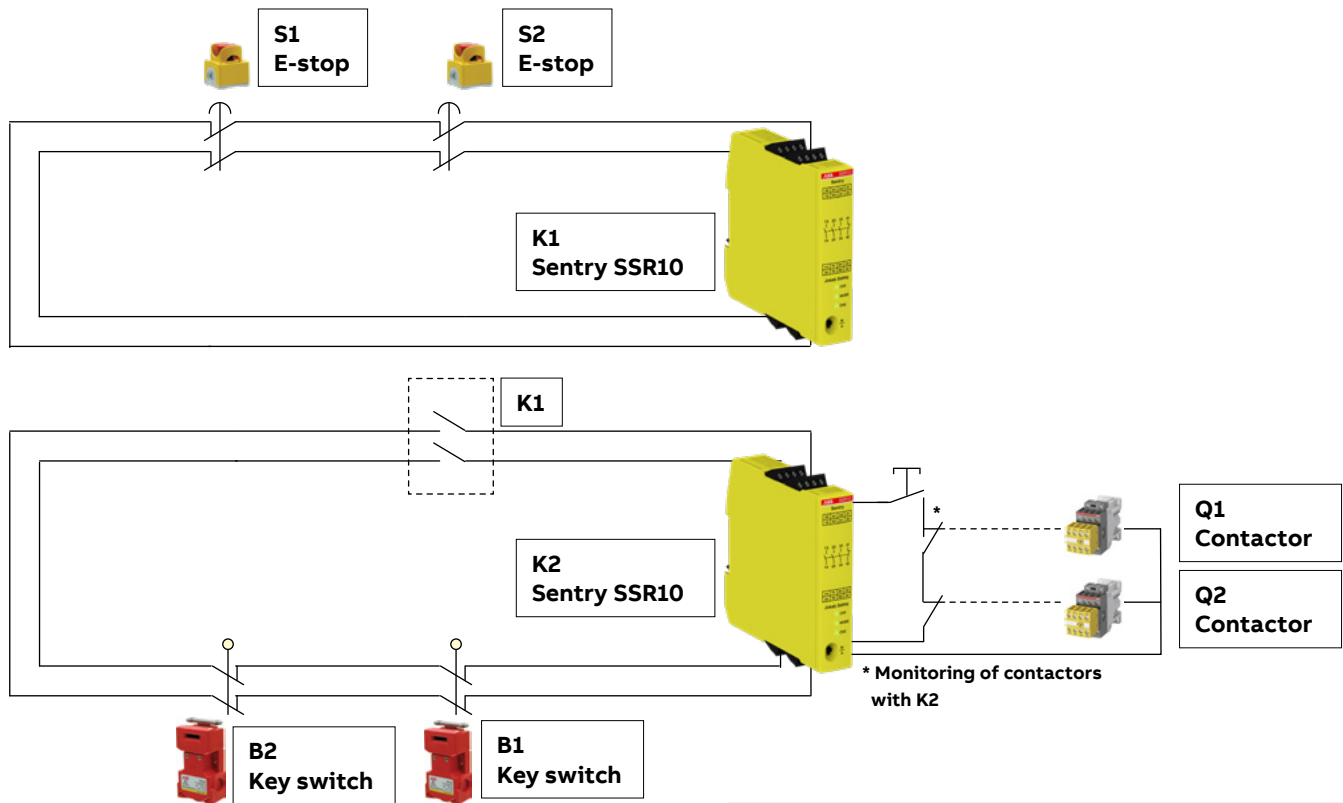 S1
E-stop
S2
E-stop
K1
Sentry SSR10
K1
K2
Sentry SSR10
*
Q1
Contactor
Q2
Contactor
* Monitoring of contactors
with K2
B2
Key switch
B1
Key switch